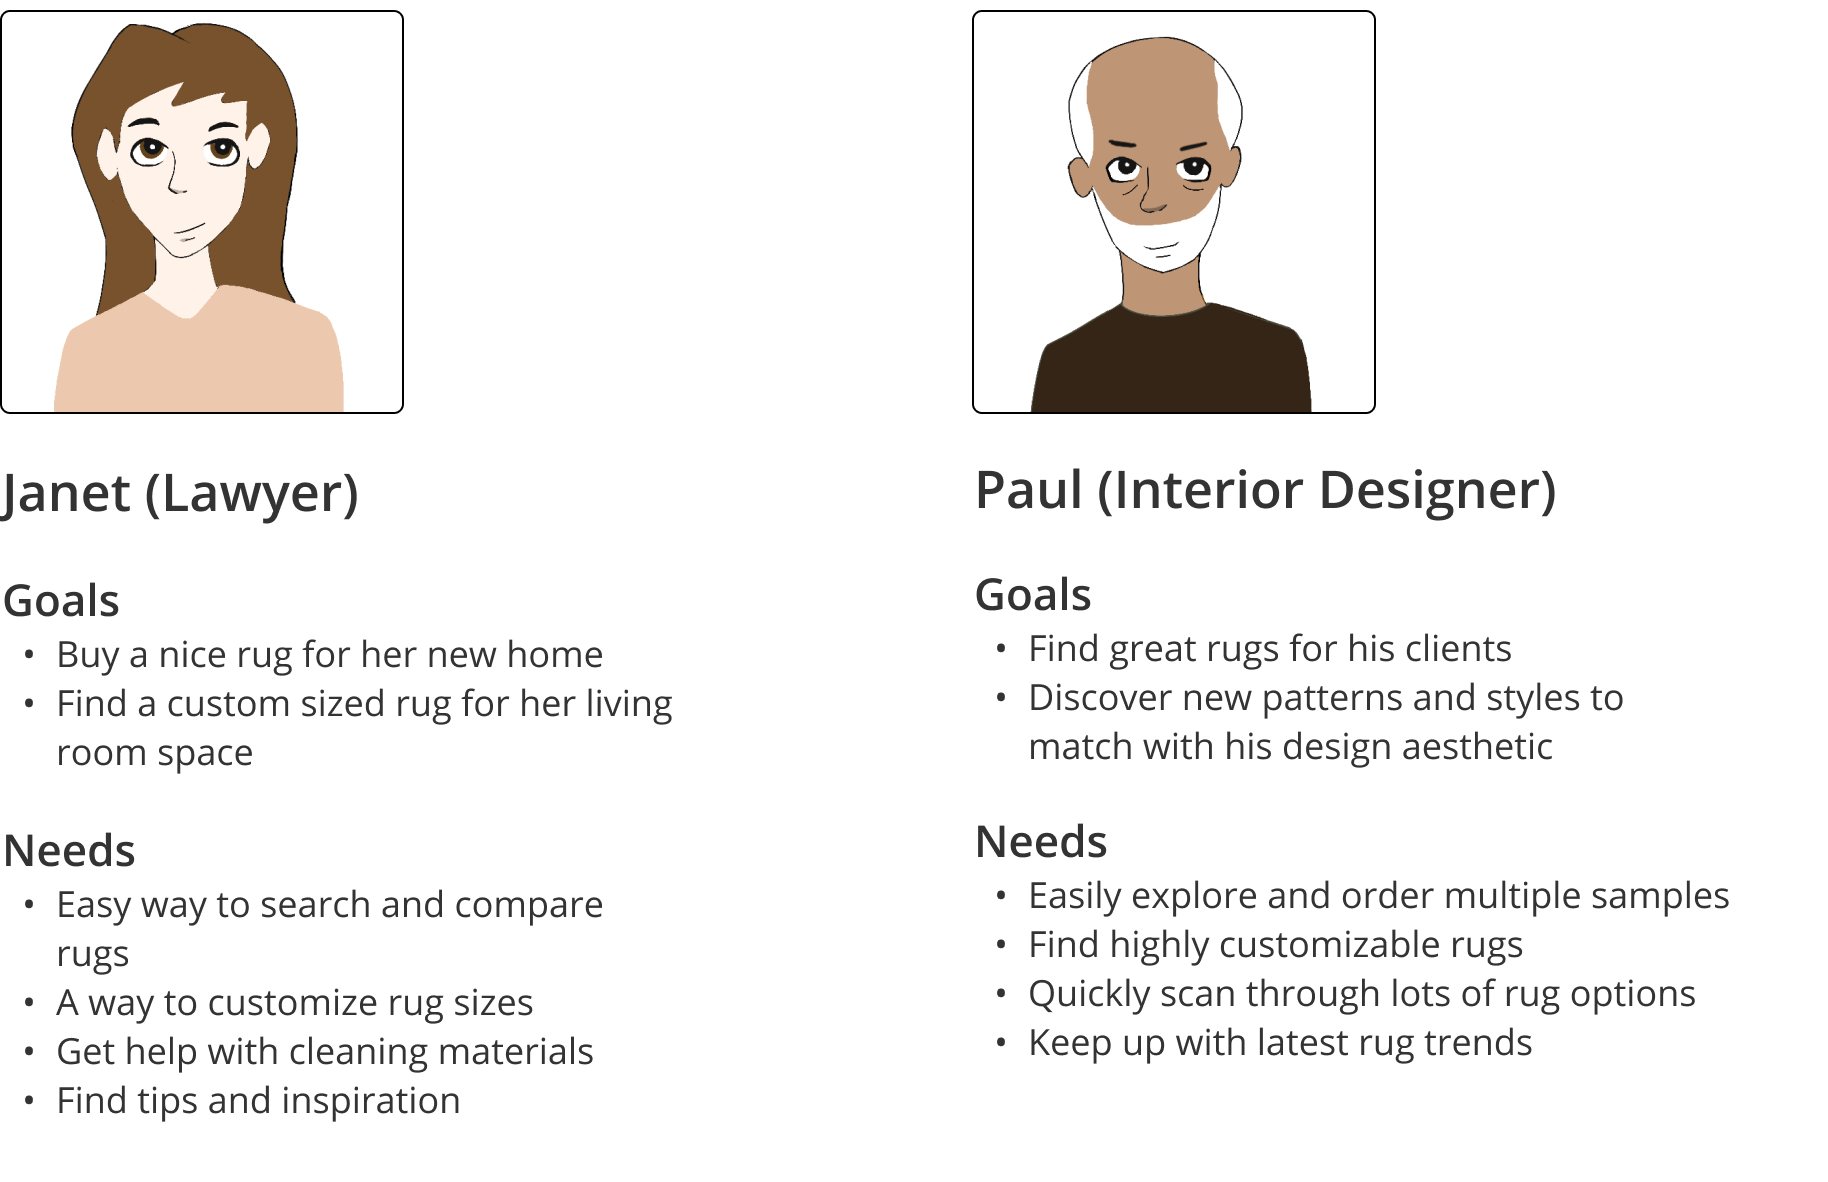 Janet (Lawyer)
Goals
• Buy a nice rug for her new home
• Find a custom sized rug for her living
room space
Needs
• Easy way to search and compare
rugs
• A way to customize rug sizes
• Get help with cleaning materials
• Find tips and inspiration
Paul (Interior Designer)
Goals
• Find great rugs for his clients
• Discover new patterns and styles to
match with his design aesthetic
Needs
• Easily explore and order multiple samples
• Find highly customizable rugs
• Quickly scan through lots of rug options
• Keep up with latest rug trends